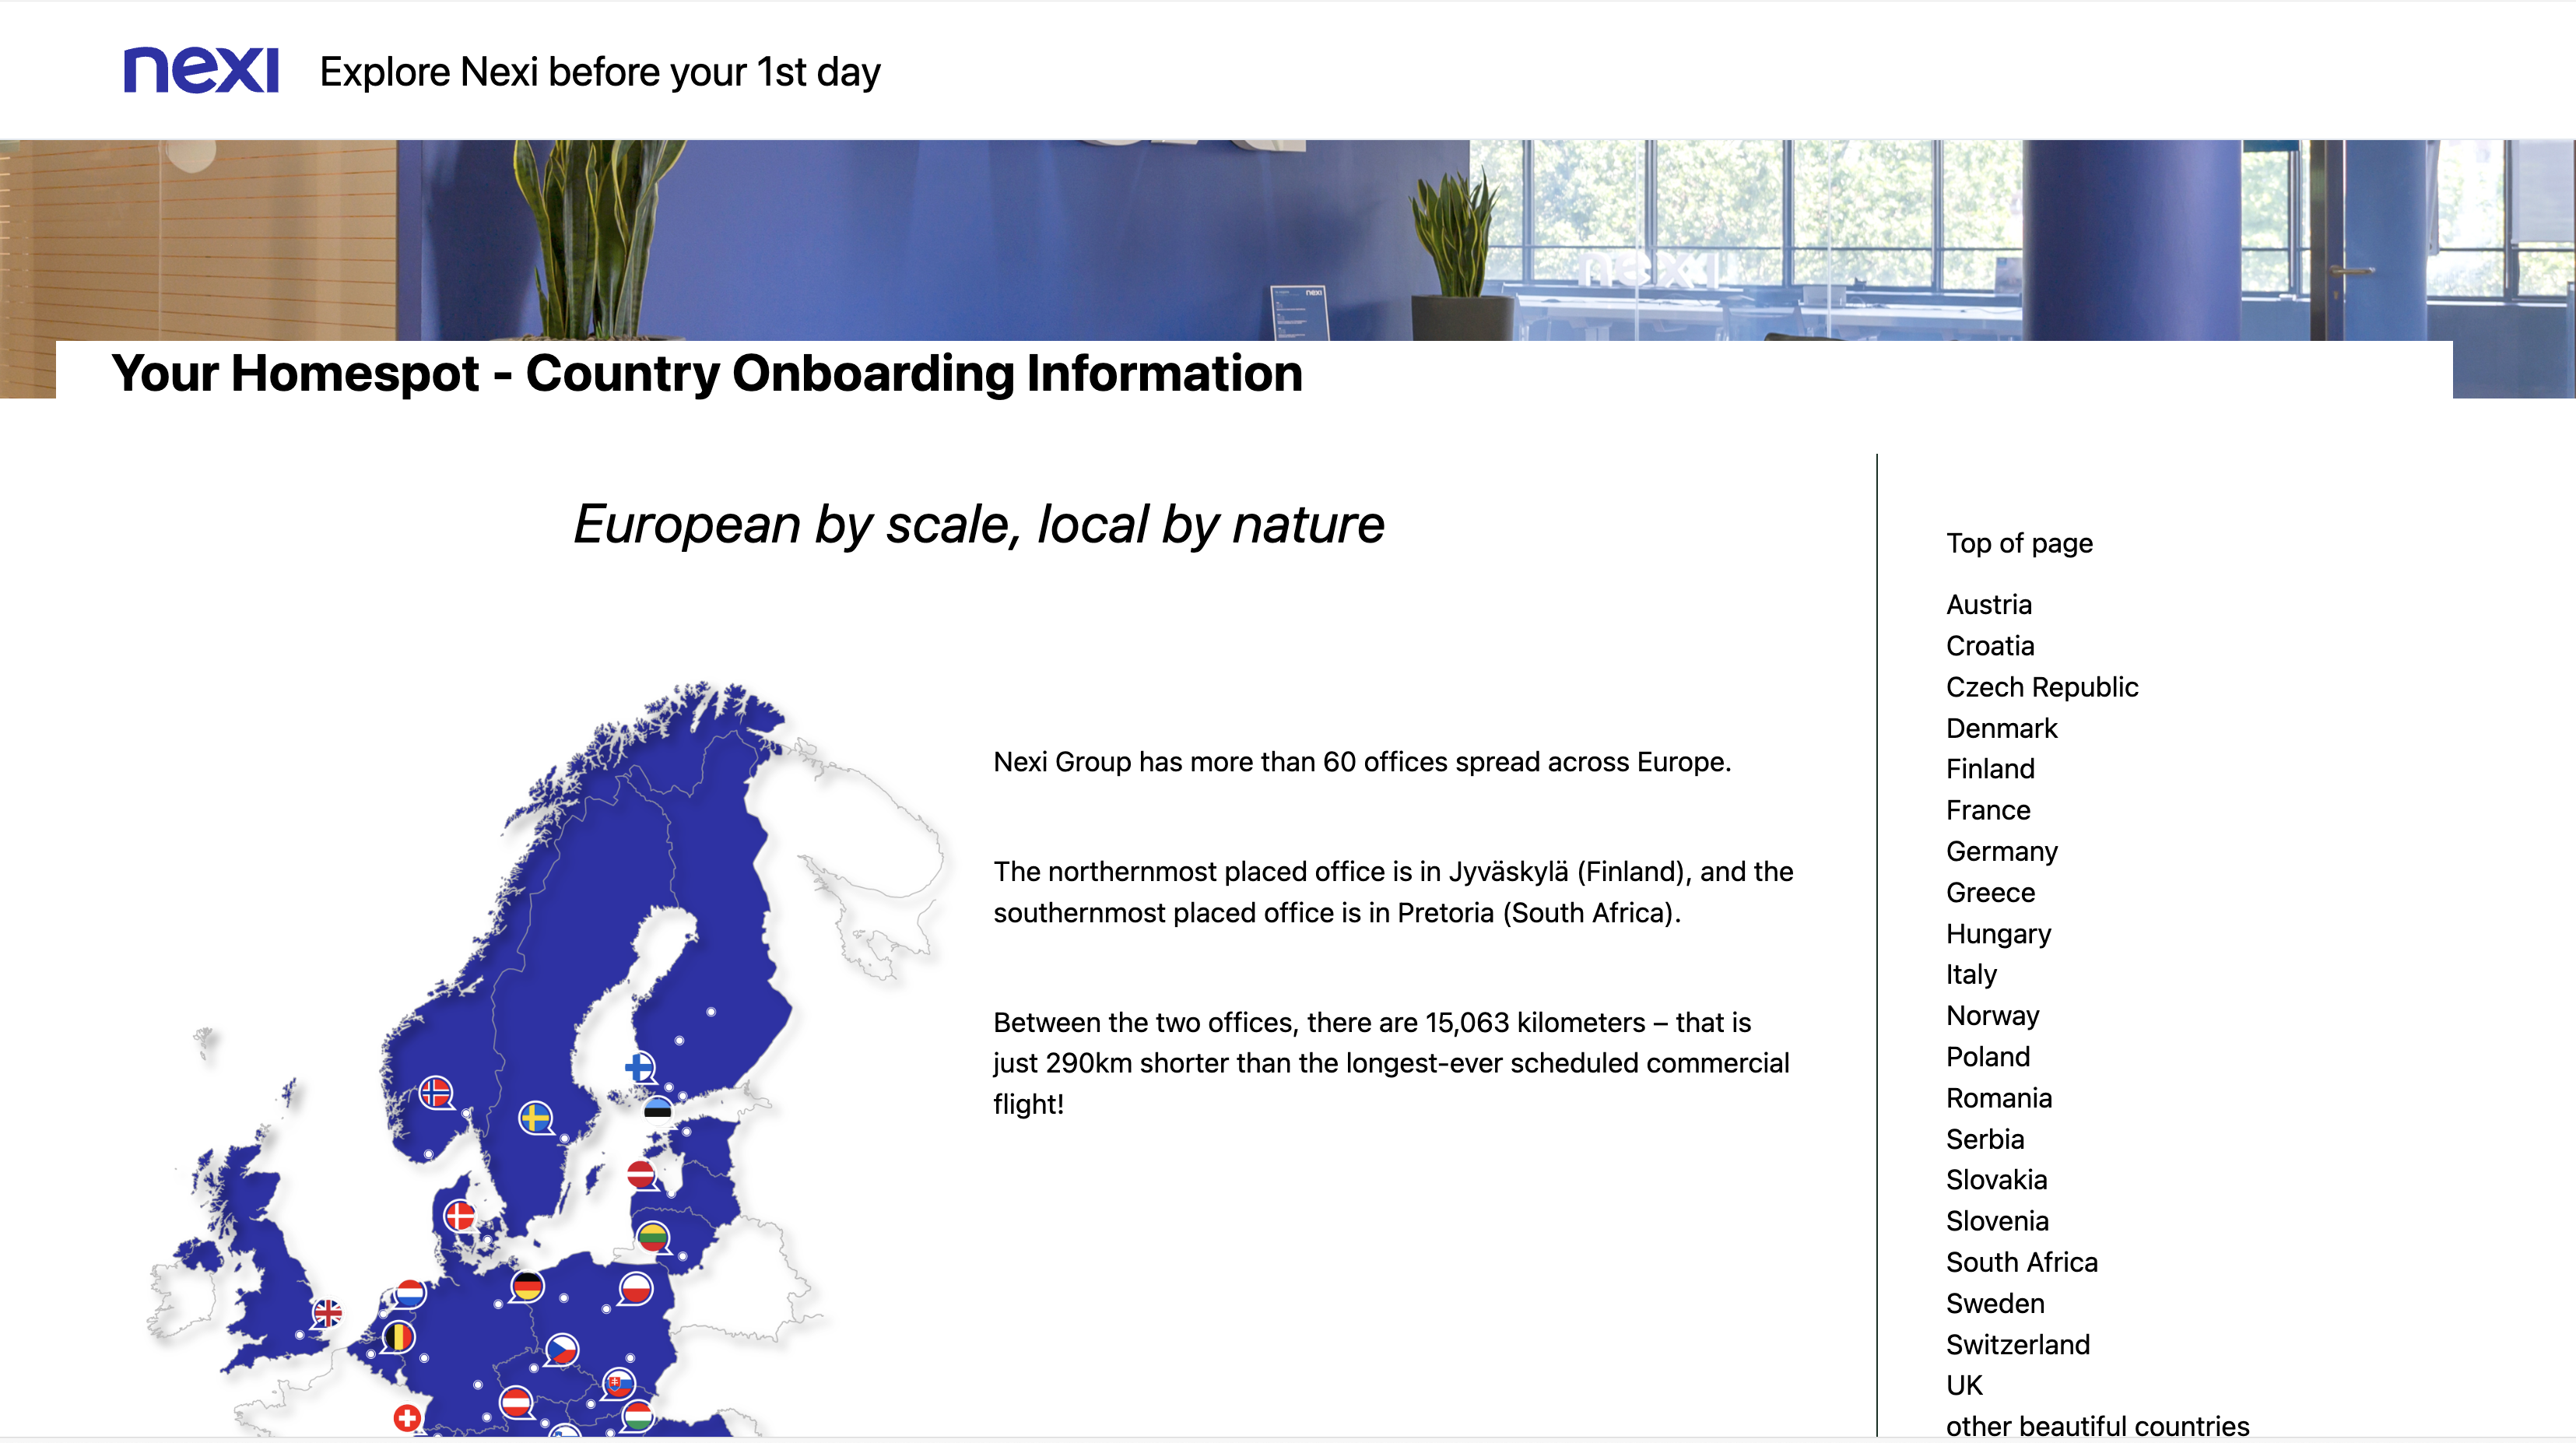 nexi
Explore Nexi before your 1st day
nexi
nexi
Your Homespot - Country Onboarding Information
European by scale, local by nature
Nexi Group has more than 60 offices spread across Europe.
The northernmost placed office is in Jyväskylä (Finland), and the
southernmost placed office is in Pretoria (South Africa).
Between the two offices, there are 15,063 kilometers – that is
just 290km shorter than the longest-ever scheduled commercial
flight!
Top of page
Austria
Croatia
Czech Republic
Denmark
Finland
France
Germany
Greece
Hungary
Italy
Norway
Poland
Romania
Serbia
Slovakia
Slovenia
South Africa
Sweden
Switzerland
UK
other beautiful countries